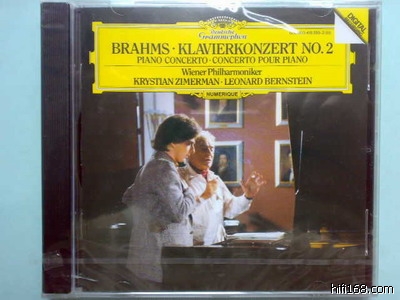 Deutsche
Grammophon
DIGITAL
BRAHMS · KLAVIERKONZERT NO. 2
PIANO CONCERTO · CONCERTO POUR PIANO
Wiener Philharmoniker
KRYSTIAN ZIMERMAN · LEONARD BERNSTEIN
NUMERIQUE
hifi168.com